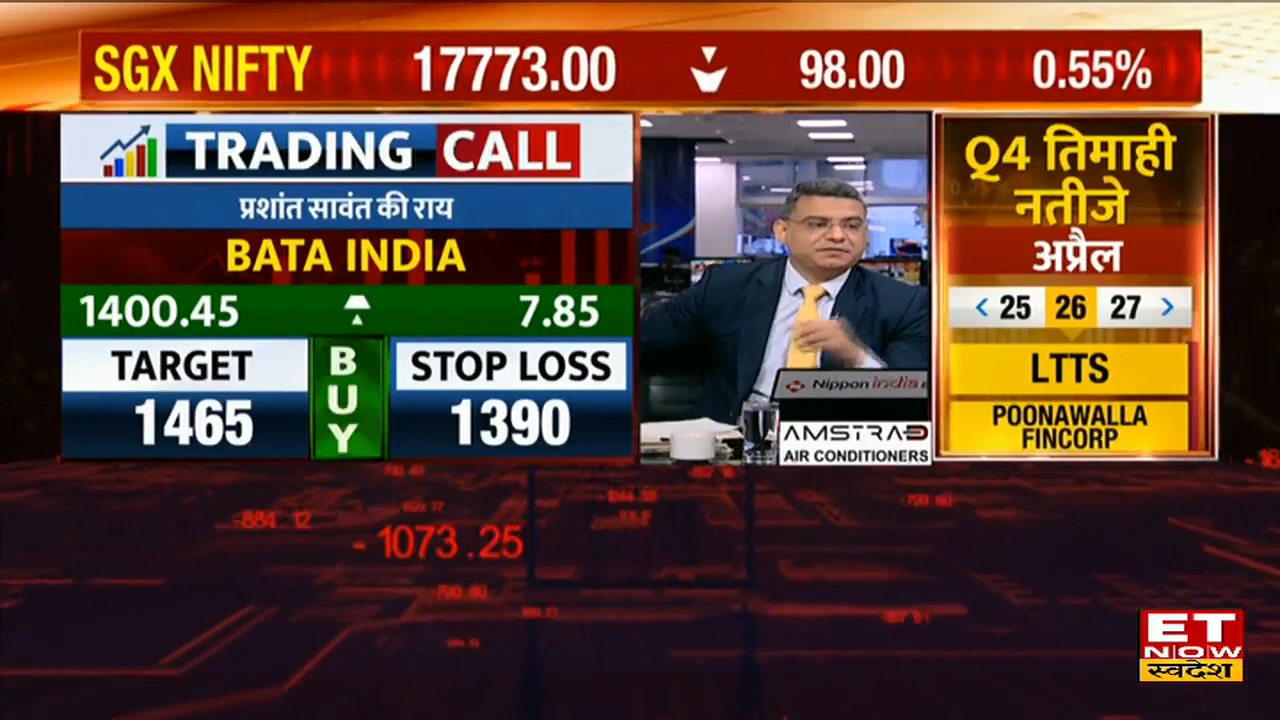 SGX NIFTY 17773.00 98.00 0.55%
TRADING CALL
प्रशांत सावंत की राय
BATA INDIA
1400.45 7.85
TARGET
1465
BUY
STOP LOSS
1390
Nippon india
AMSTRAD
AIR CONDITIONERS
Q4 तिमाही
नतीजे
अप्रैल
< 25 26 27 >
LTTS
POONAWALLA
FINCORP
-884.12
- 1073.25
ET
NOW
स्वदेश